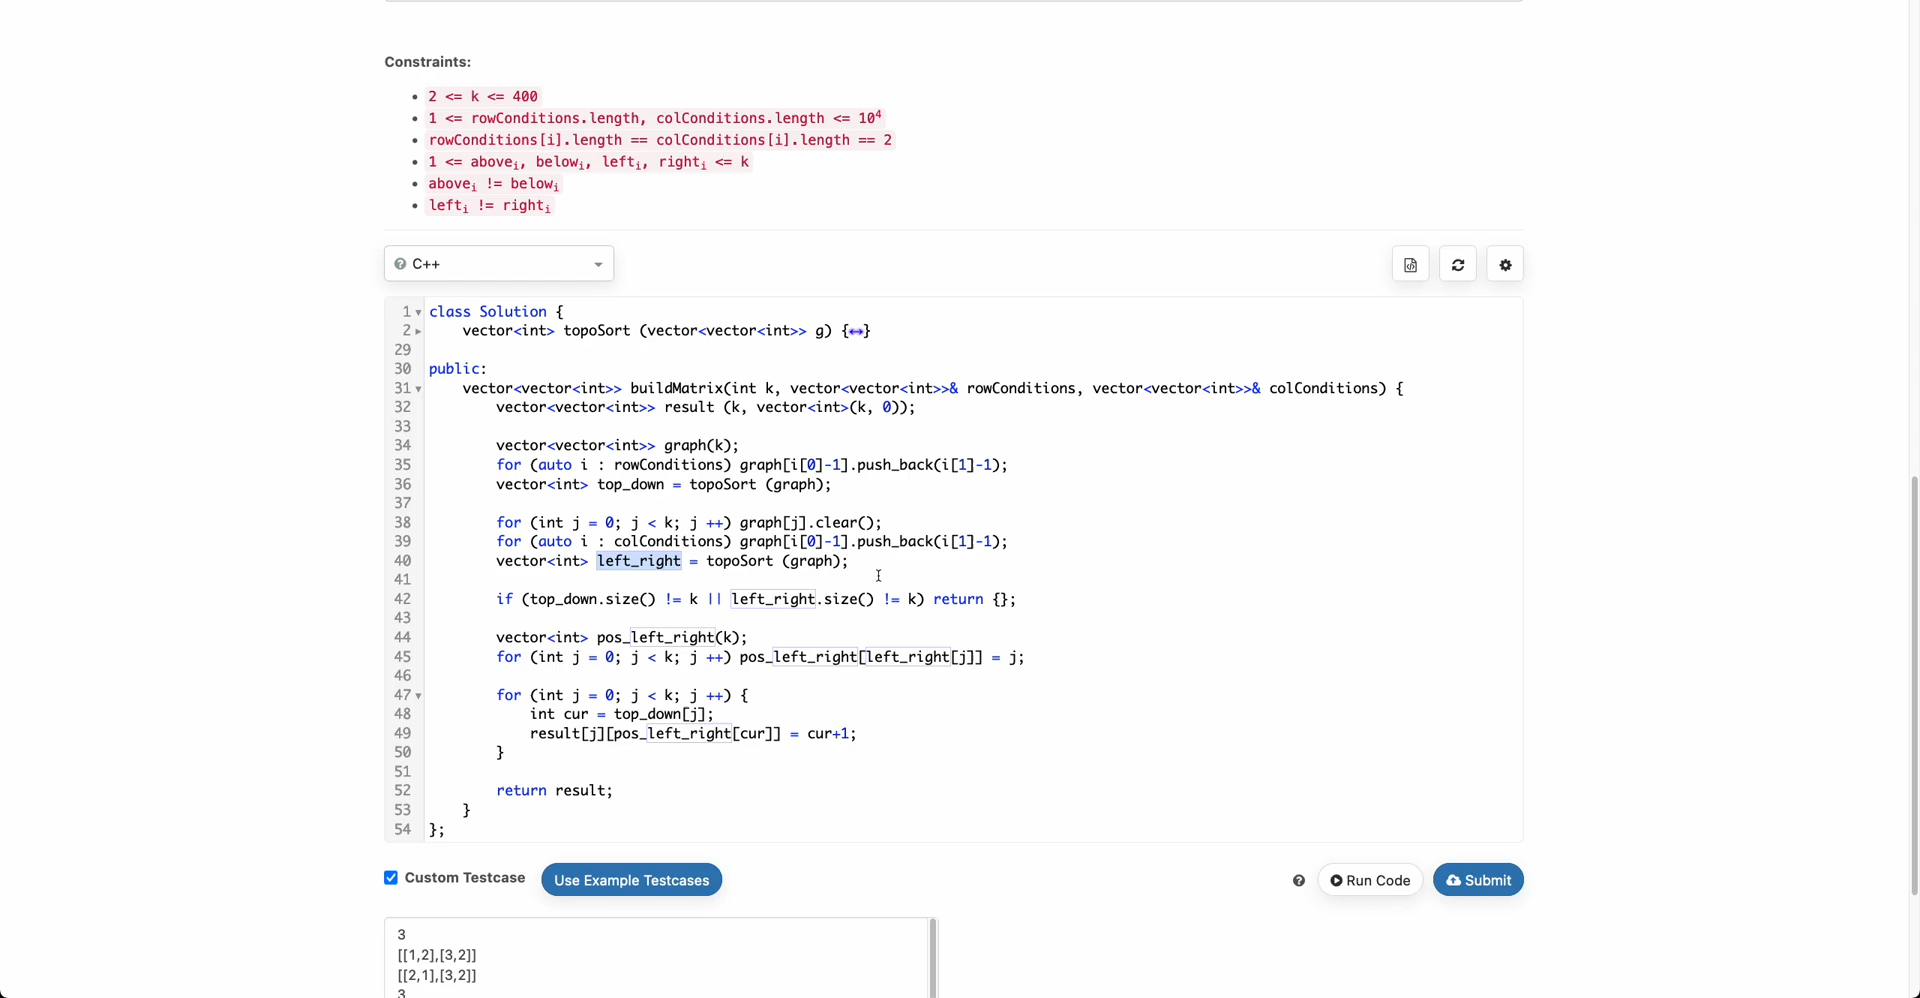 Constraints:
• 2 <= k <= 400
• 1 <= rowConditions.length, colConditions.length <= 10⁴
• rowConditions[i].length == colConditions[i].length == 2
• 1 <= aboveᵢ, belowᵢ, leftᵢ, rightᵢ <= k
• aboveᵢ != belowᵢ
• leftᵢ != rightᵢ
C++
1 class Solution {
2     vector<int> topoSort (vector<vector<int>> g) {↔}
29
30 public:
31     vector<vector<int>> buildMatrix(int k, vector<vector<int>>& rowConditions, vector<vector<int>>& colConditions) {
32         vector<vector<int>> result (k, vector<int>(k, 0));
33
34         vector<vector<int>> graph(k);
35         for (auto i : rowConditions) graph[i[0]-1].push_back(i[1]-1);
36         vector<int> top_down = topoSort (graph);
37
38         for (int j = 0; j < k; j ++) graph[j].clear();
39         for (auto i : colConditions) graph[i[0]-1].push_back(i[1]-1);
40         vector<int> left_right = topoSort (graph);
41
42         if (top_down.size() != k || left_right.size() != k) return {};
43
44         vector<int> pos_left_right(k);
45         for (int j = 0; j < k; j ++) pos_left_right[left_right[j]] = j;
46
47         for (int j = 0; j < k; j ++) {
48             int cur = top_down[j];
49             result[j][pos_left_right[cur]] = cur+1;
50         }
51
52         return result;
53     }
54 };
Custom Testcase Use Example Testcases Run Code Submit
3
[[1,2],[3,2]]
[[2,1],[3,2]]
3